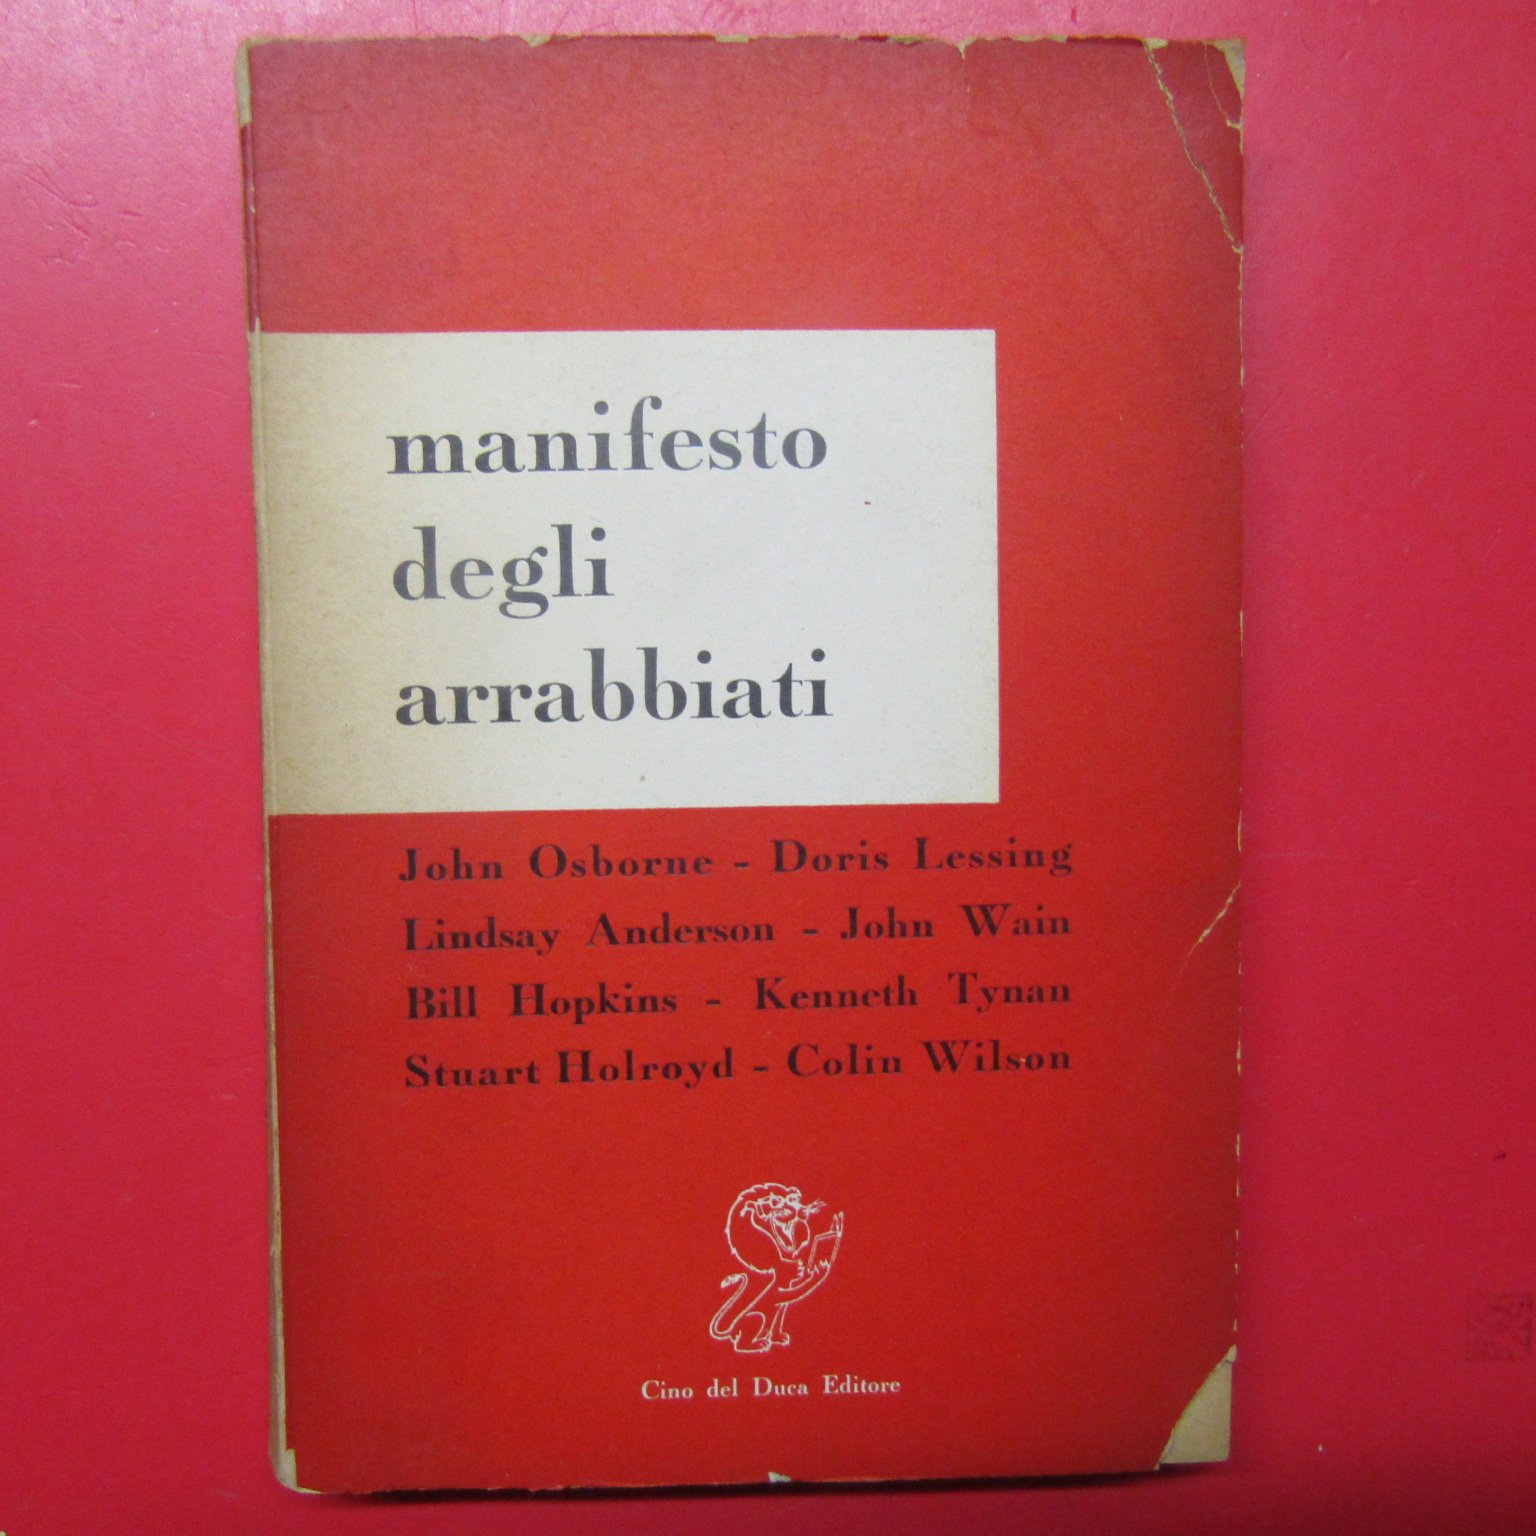 manifesto
degli
arrabbiati
John Osborne - Doris Lessing
Lindsay Anderson - John Wain
Bill Hopkins - Kenneth Tynan
Stuart Holroyd - Colin Wilson
Cino del Duca Editore